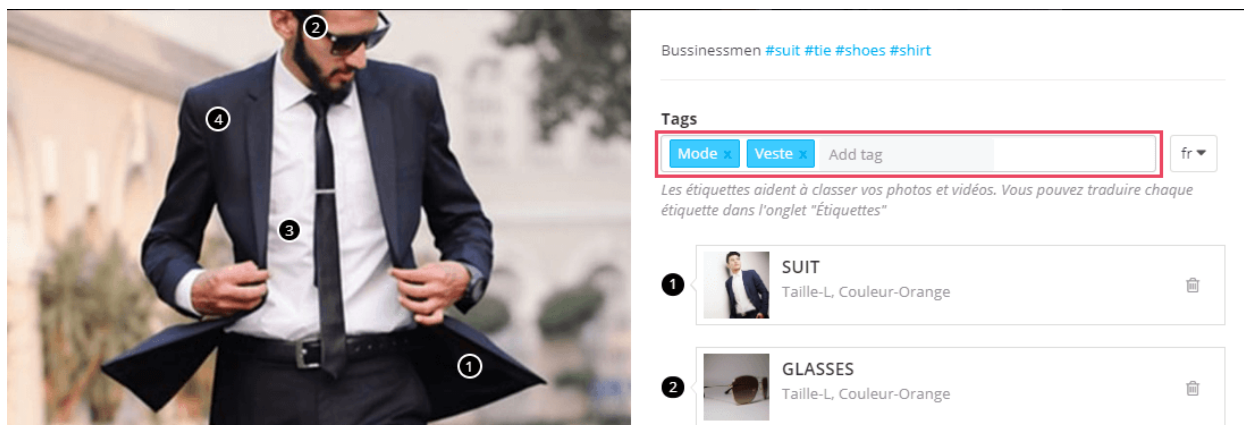 Bussinessmen #suit #tie #shoes #shirt
Tags
Mode x Veste x Add tag fr
Les étiquettes aident à classer vos photos et vidéos. Vous pouvez traduire chaque
étiquette dans l'onglet "Étiquettes"
2
4
3
1
1 SUIT
Taille-L, Couleur-Orange
2 GLASSES
Taille-L, Couleur-Orange